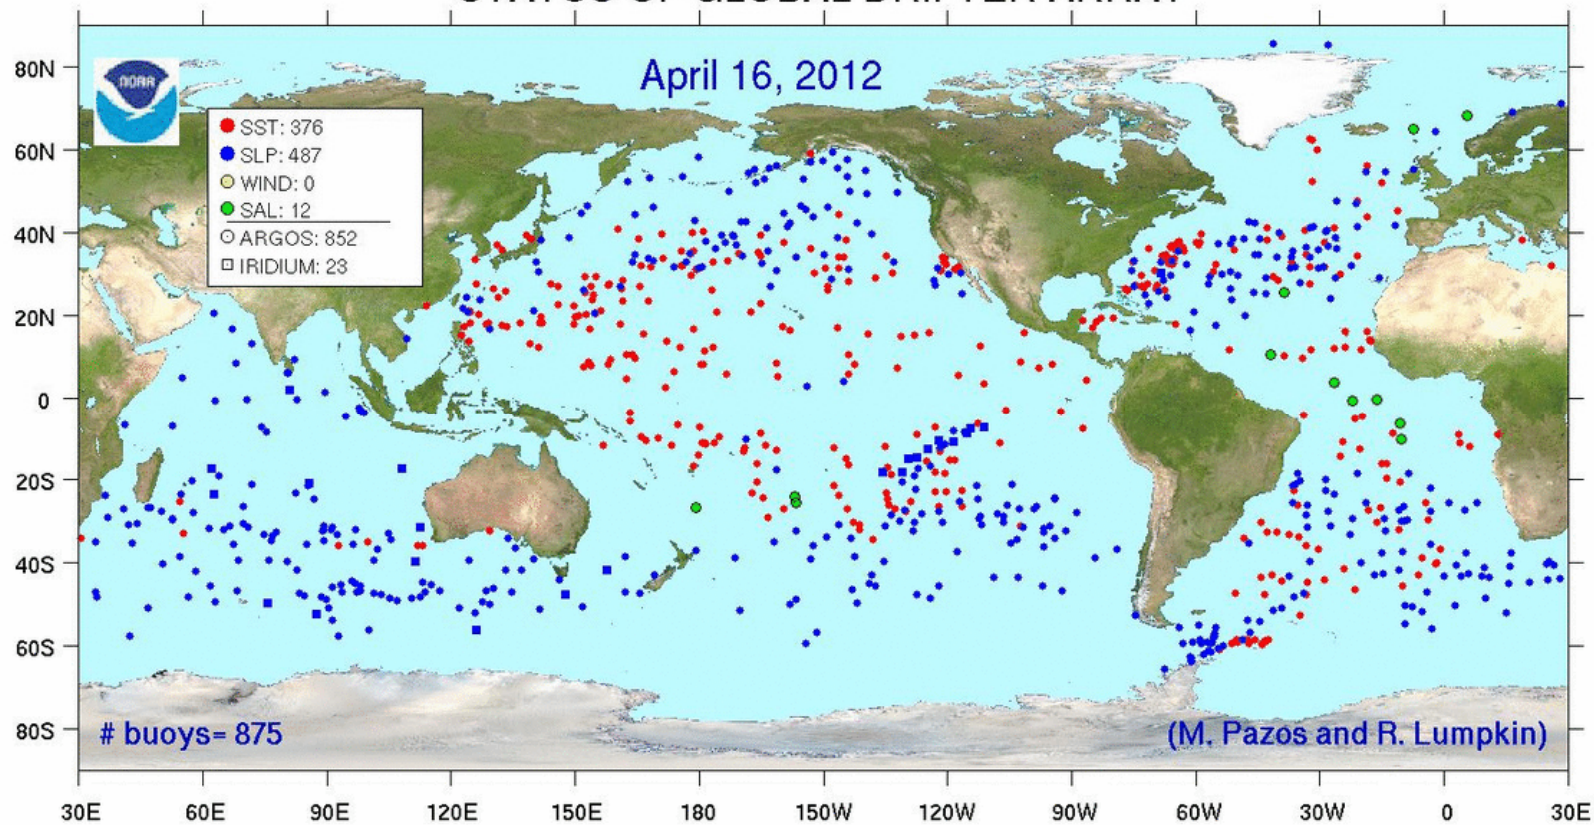 April 16, 2012
NOAA
SST: 376
SLP: 487
WIND: 0
SAL: 12
ARGOS: 852
IRIDIUM: 23
80N
60N
40N
20N
0
20S
40S
60S
80S
# buoys= 875
(M. Pazos and R. Lumpkin)
30E 60E 90E 120E 150E 180 150W 120W 90W 60W 30W 0 30E